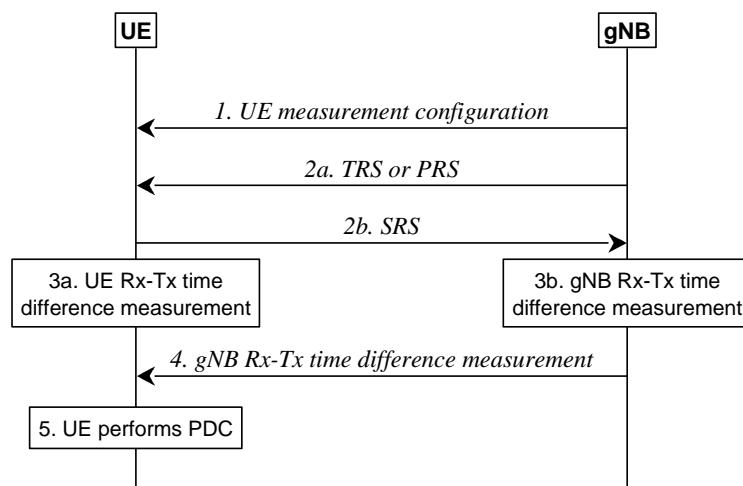 UE
gNB
1. UE measurement configuration
2a. TRS or PRS
2b. SRS
3a. UE Rx-Tx time
difference measurement
3b. gNB Rx-Tx time
difference measurement
4. gNB Rx-Tx time difference measurement
5. UE performs PDC